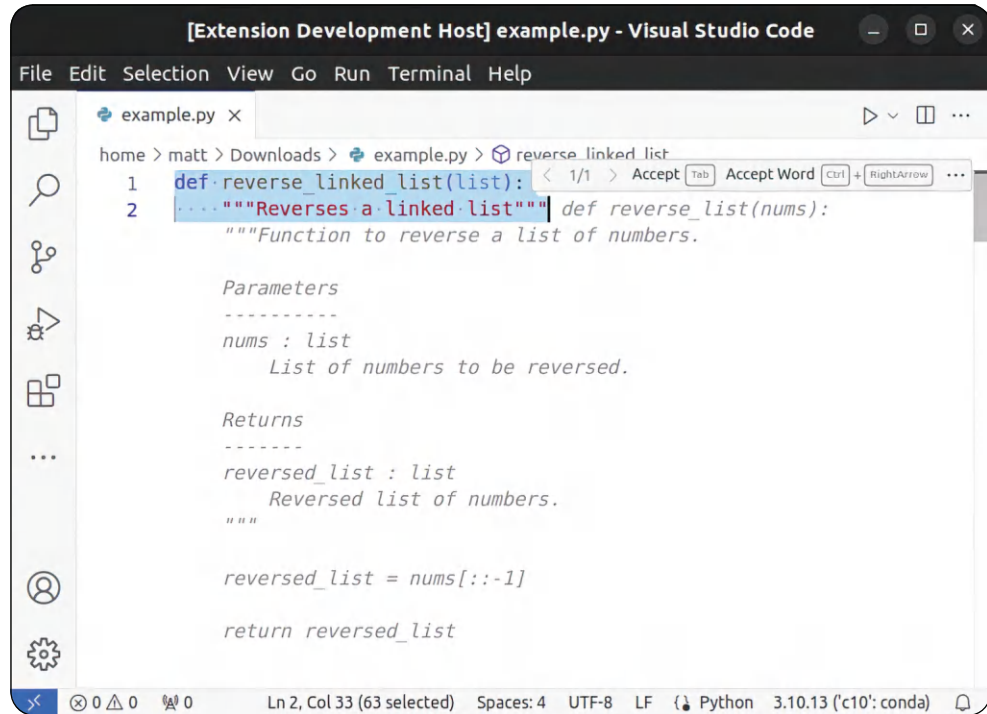 [Extension Development Host] example.py - Visual Studio Code
File Edit Selection View Go Run Terminal Help
example.py
home > matt > Downloads > example.py > reverse_linked_list
1/1 Accept Tab Accept Word Ctrl + RightArrow ...
1 def reverse_linked_list(list):
2 """Reverses a linked list""" def reverse_list(nums):
"""Function to reverse a list of numbers.
Parameters
----------
nums : list
List of numbers to be reversed.
Returns
-------
reversed_list : list
Reversed list of numbers.
"""
reversed_list = nums[::-1]
return reversed_list
0 0 0 Ln 2, Col 33 (63 selected) Spaces: 4 UTF-8 LF Python 3.10.13 ('c10': conda)